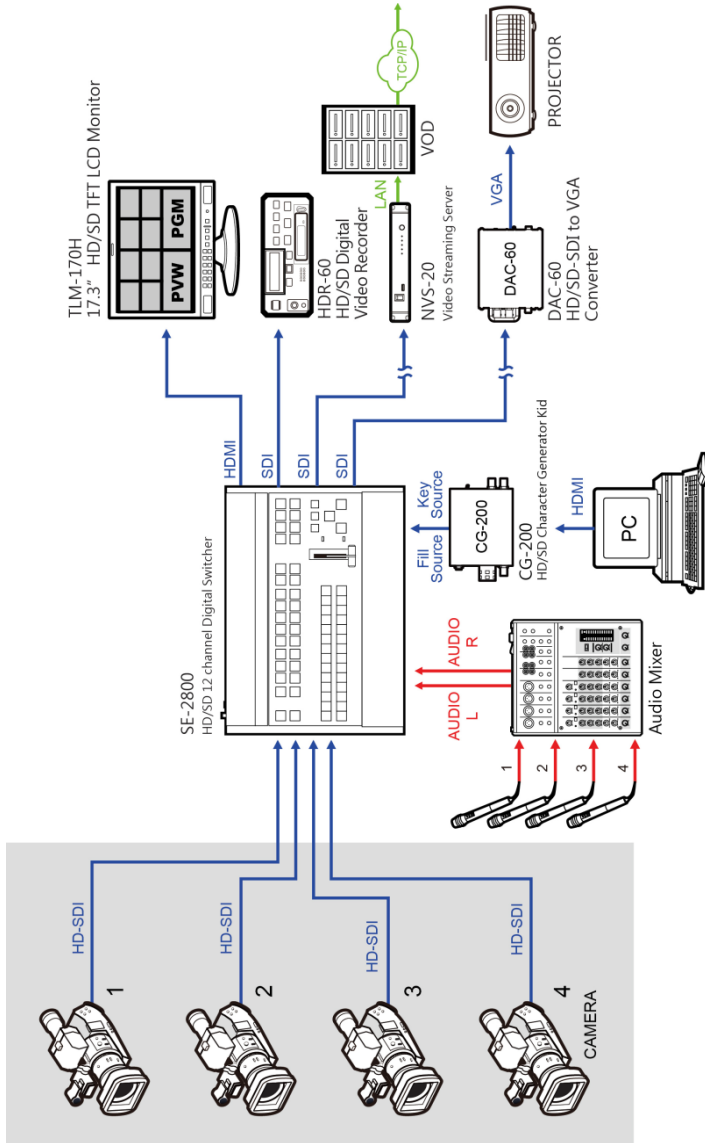 HD-SDI
1
HD-SDI
2
HD-SDI
3
HD-SDI
4
CAMERA
SE-2800
HD/SD 12 channel Digital Switcher
HDMI
SDI
SDI
SDI
TLM-170H
17.3" HD/SD TFT LCD Monitor
PVW
PGM
HDR-60
HD/SD Digital
Video Recorder
NVS-20
Video Streaming Server
LAN
VOD
TCP/IP
DAC-60
DAC-60
HD/SD-SDI to VGA
Converter
VGA
PROJECTOR
AUDIO
L
AUDIO
R
1
2
3
4
Audio Mixer
Fill
Source
Key
Source
CG-200
CG-200
HD/SD Character Generator Kid
HDMI
PC